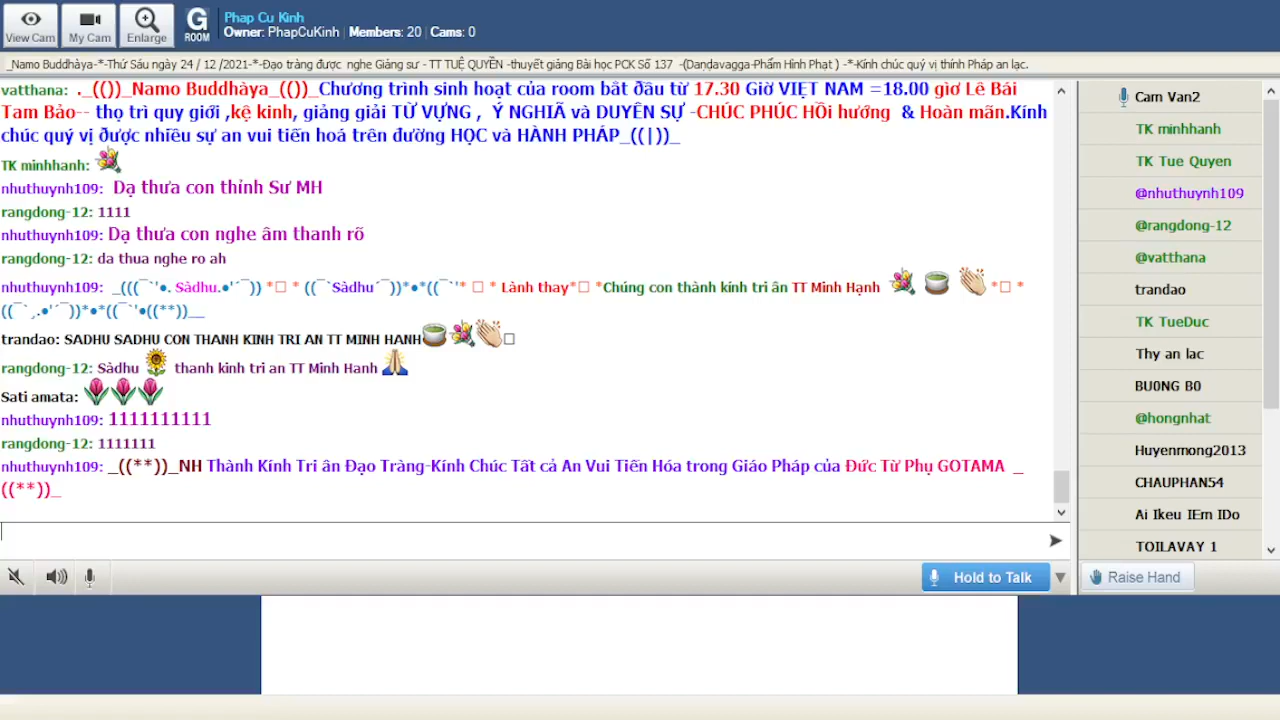 View Cam
My Cam
Enlarge
G
ROOM
Phap Cu Kinh
Owner: PhapCuKinh | Members: 20 | Cams: 0
_Namo Buddhàya-*-Thứ Sáu ngày 24 / 12 /2021-*-Đạo tràng được nghe Giảng sư - TT TUỆ QUYỀN -thuyết giảng Bài học PCK Số 137 -(Daṇḍavagga-Phẩm Hình Phạt ) -*-Kính chúc quý vị thính Pháp an lạc.
vatthana: ._(())_Namo Buddhàya_(())_Chương trình sinh hoạt của room bắt đầu từ 17.30 Giờ VIỆT NAM =18.00 giơ Lễ Bái
Tam Bảo-- thọ trì quy giới ,kệ kinh, giảng giải TỪ VỰNG , Ý NGHIÃ và DUYÊN SỰ -CHÚC PHÚC HỒi hướng & Hoàn mãn.Kính
chúc quý vị ðược nhiều sự an vui tiến hoá trên đường HỌC và HÀNH PHÁP_((|))_
TK minhhanh:
nhuthuynh109: Dạ thưa con thỉnh Sư MH
rangdong-12: 1111
nhuthuynh109: Dạ thưa con nghe âm thanh rõ
rangdong-12: da thua nghe ro ah
nhuthuynh109: _(((¯`'•. Sàdhu.•'´¯)) *□ * ((¯`Sàdhu´¯))*•*((¯`'* □ * Lành thay*□ *Chúng con thành kính tri ân TT Minh Hạnh *□ *
((¯`¸.•'´¯))*•*((¯`'•((**))__
trandao: SADHU SADHU CON THANH KINH TRI AN TT MINH HANH □
rangdong-12: Sàdhu thanh kinh tri an TT Minh Hanh
Sati amata:
nhuthuynh109: 1111111111
rangdong-12: 1111111
nhuthuynh109: _((**))_NH Thành Kính Tri ân Đạo Tràng-Kính Chúc Tất cả An Vui Tiến Hóa trong Giáo Pháp của Đức Từ Phụ GOTAMA _
((**))_
Hold to Talk
Cam Van2
TK minhhanh
TK Tue Quyen
@nhuthuynh109
@rangdong-12
@vatthana
trandao
TK TueDuc
Thy an lac
BU0NG B0
@hongnhat
Huyenmong2013
CHAUPHAN54
Ai Ikeu IEm IDo
TOILAVAY 1
Raise Hand